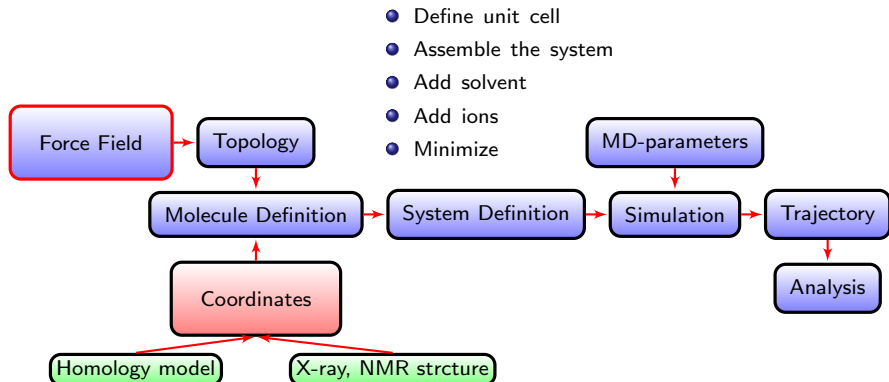 Define unit cell
Assemble the system
Add solvent
Add ions
Minimize
Force Field
Topology
MD-parameters
Molecule Definition
System Definition
Simulation
Trajectory
Coordinates
Analysis
Homology model
X-ray, NMR strcture